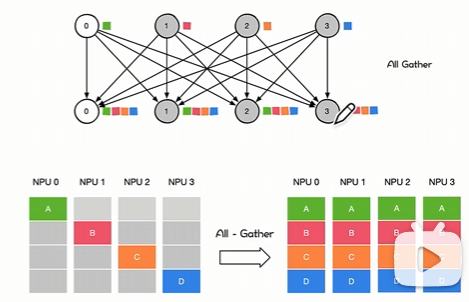 0 1 2 3
All Gather
0 1 2 3
NPU 0 NPU 1 NPU 2 NPU 3
A
B
C
D
All - Gather
NPU 0 NPU 1 NPU 2 NPU 3
A A A A
B B B B
C C C
D D D